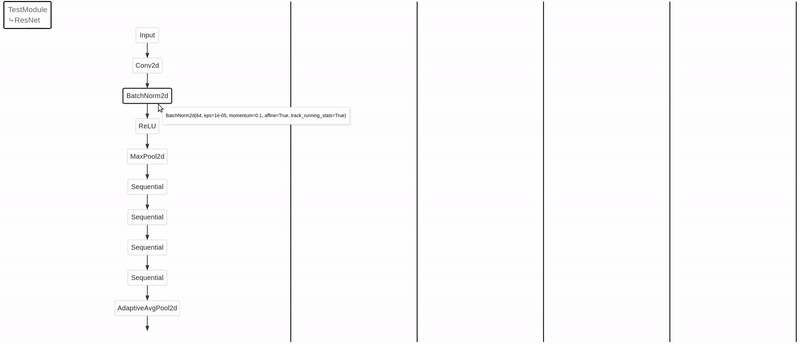 TestModule
↳ResNet
Input
Conv2d
BatchNorm2d
BatchNorm2d(64, eps=1e-05, momentum=0.1, affine=True, track_running_stats=True)
ReLU
MaxPool2d
Sequential
Sequential
Sequential
Sequential
AdaptiveAvgPool2d